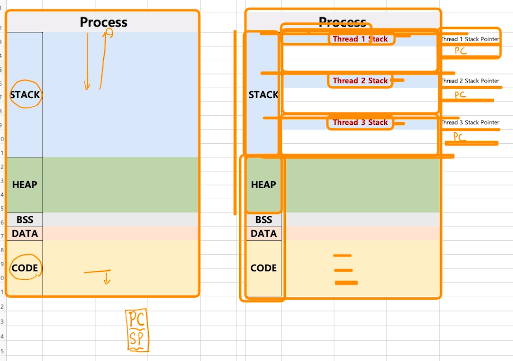 Process
STACK
HEAP
BSS
DATA
CODE
PC
SP
Process
Thread 1 Stack
Thread 1 Stack Pointer
PC
STACK
Thread 2 Stack
Thread 2 Stack Pointer
PC
Thread 3 Stack
Thread 3 Stack Pointer
PC
HEAP
BSS
DATA
CODE